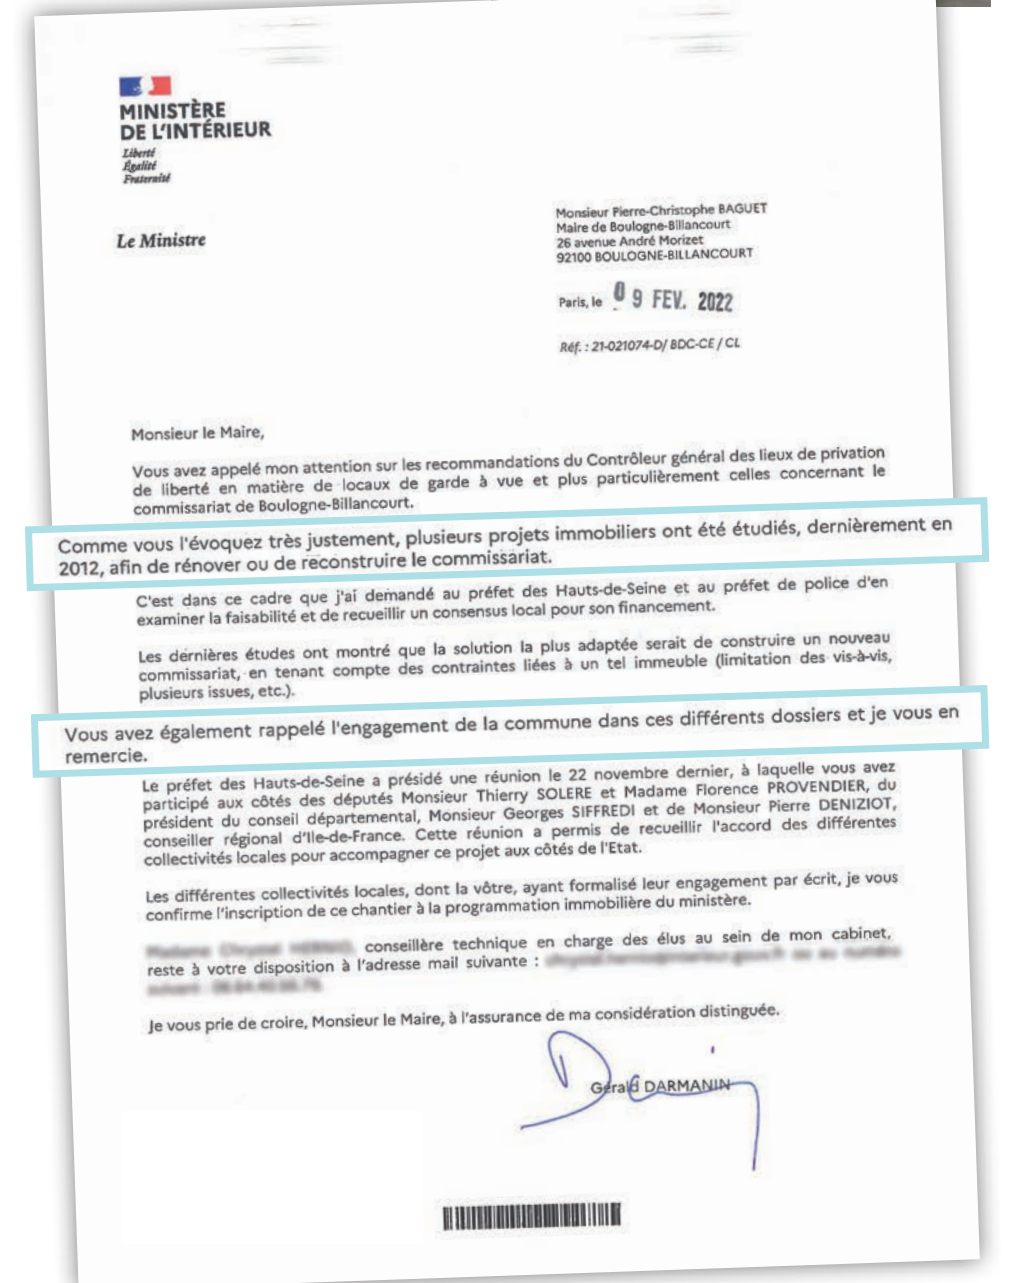 MINISTÈRE
DE L'INTÉRIEUR
Liberté
Égalité
Fraternité
Le Ministre
Monsieur Pierre-Christophe BAGUET
Maire de Boulogne-Billancourt
26 avenue André Morizet
92100 BOULOGNE-BILLANCOURT
Paris, le 09 FEV. 2022
Réf. : 21-021074-D/ BDC-CE / CL
Monsieur le Maire,
Vous avez appelé mon attention sur les recommandations du Contrôleur général des lieux de privation
de liberté en matière de locaux de garde à vue et plus particulièrement celles concernant le
commissariat de Boulogne-Billancourt.
Comme vous l'évoquez très justement, plusieurs projets immobiliers ont été étudiés, dernièrement en
2012, afin de rénover ou de reconstruire le commissariat.
C'est dans ce cadre que j'ai demandé au préfet des Hauts-de-Seine et au préfet de police d'en
examiner la faisabilité et de recueillir un consensus local pour son financement.
Les dernières études ont montré que la solution la plus adaptée serait de construire un nouveau
commissariat, en tenant compte des contraintes liées à un tel immeuble (limitation des vis-à-vis,
plusieurs issues, etc.).
Vous avez également rappelé l'engagement de la commune dans ces différents dossiers et je vous en
remercie.
Le préfet des Hauts-de-Seine a présidé une réunion le 22 novembre dernier, à laquelle vous avez
participé aux côtés des députés Monsieur Thierry SOLERE et Madame Florence PROVENDIER, du
président du conseil départemental, Monsieur Georges SIFFREDI et de Monsieur Pierre DENIZIOT,
conseiller régional d'Ile-de-France. Cette réunion a permis de recueillir l'accord des différentes
collectivités locales pour accompagner ce projet aux côtés de l'Etat.
Les différentes collectivités locales, dont la vôtre, ayant formalisé leur engagement par écrit, je vous
confirme l'inscription de ce chantier à la programmation immobilière du ministère.
conseillère technique en charge des élus au sein de mon cabinet,
reste à votre disposition à l'adresse mail suivante :
Je vous prie de croire, Monsieur le Maire, à l'assurance de ma considération distinguée.
Gérald DARMANIN